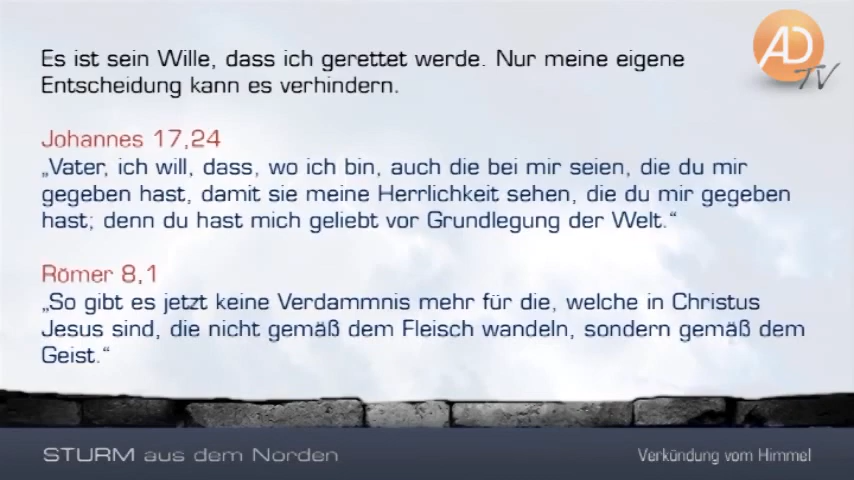 AD
TV
Es ist sein Wille, dass ich gerettet werde. Nur meine eigene
Entscheidung kann es verhindern.
Johannes 17,24
„Vater, ich will, dass, wo ich bin, auch die bei mir seien, die du mir
gegeben hast, damit sie meine Herrlichkeit sehen, die du mir gegeben
hast; denn du hast mich geliebt vor Grundlegung der Welt.“
Römer 8,1
„So gibt es jetzt keine Verdammnis mehr für die, welche in Christus
Jesus sind, die nicht gemäß dem Fleisch wandeln, sondern gemäß dem
Geist.“
STURM aus dem Norden
Verkündung vom Himmel